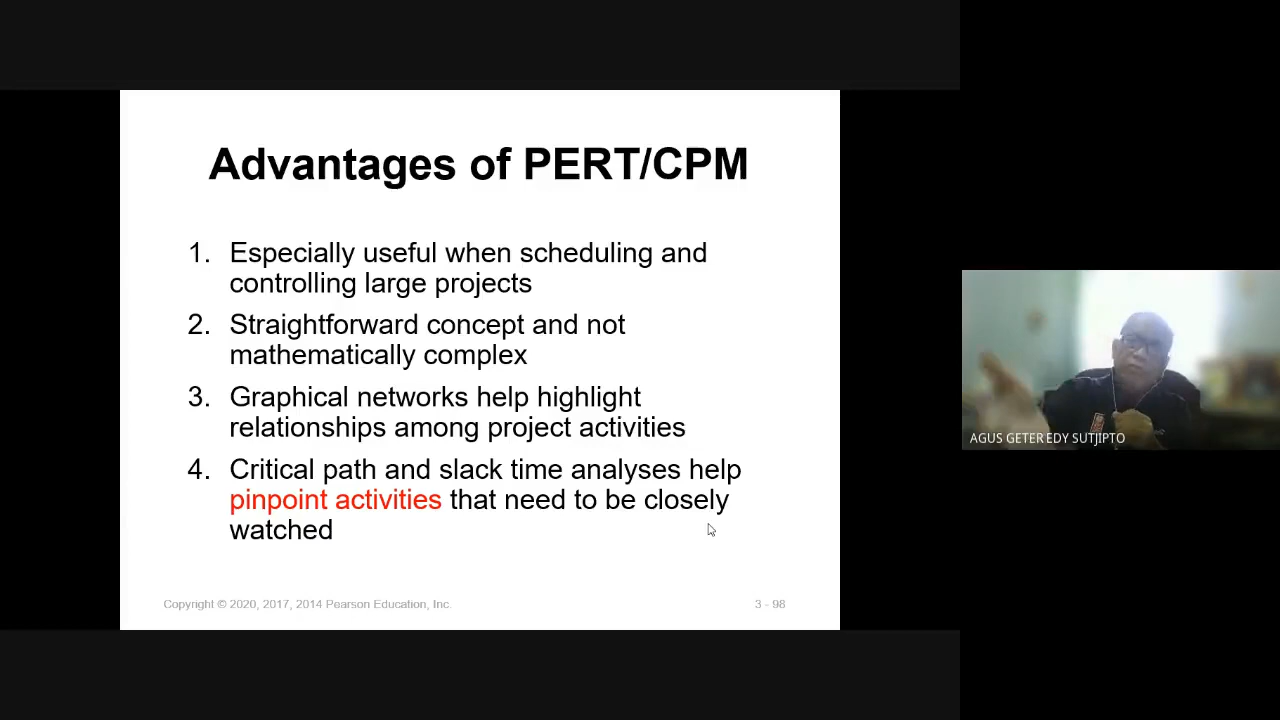 Advantages of PERT/CPM
1. Especially useful when scheduling and
controlling large projects
2. Straightforward concept and not
mathematically complex
3. Graphical networks help highlight
relationships among project activities
4. Critical path and slack time analyses help
pinpoint activities that need to be closely
watched
Copyright © 2020, 2017, 2014 Pearson Education, Inc.
3 - 98
AGUS GETER EDY SUTJIPTO